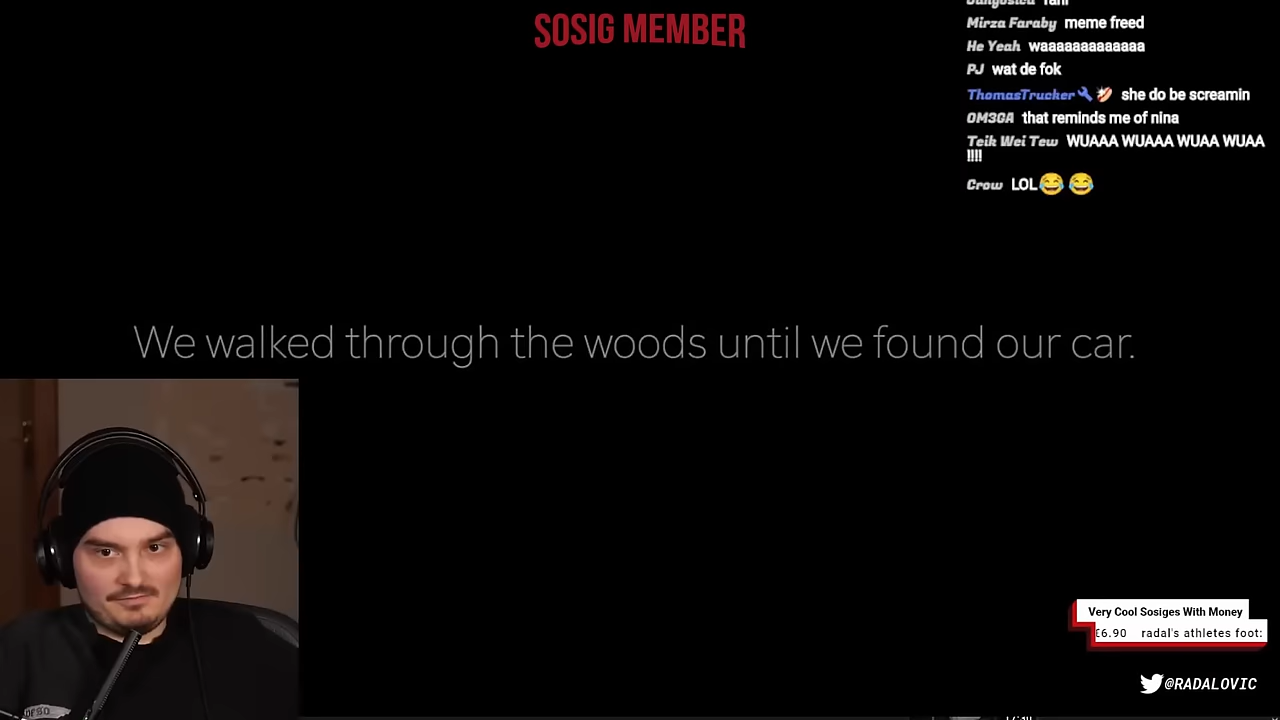 SOSIG MEMBER
Mirza Faraby meme freed
He Yeah waaaaaaaaaaaaa
PJ wat de fok
ThomasTrucker she do be screamin
OM3GA that reminds me of nina
Teik Wei Tew WUAAA WUAAA WUAA WUAA
!!!!
Crow LOL😂 😂
We walked through the woods until we found our car.
Very Cool Sosiges With Money
£6.90 radal's athletes foot:
@RADALOVIC